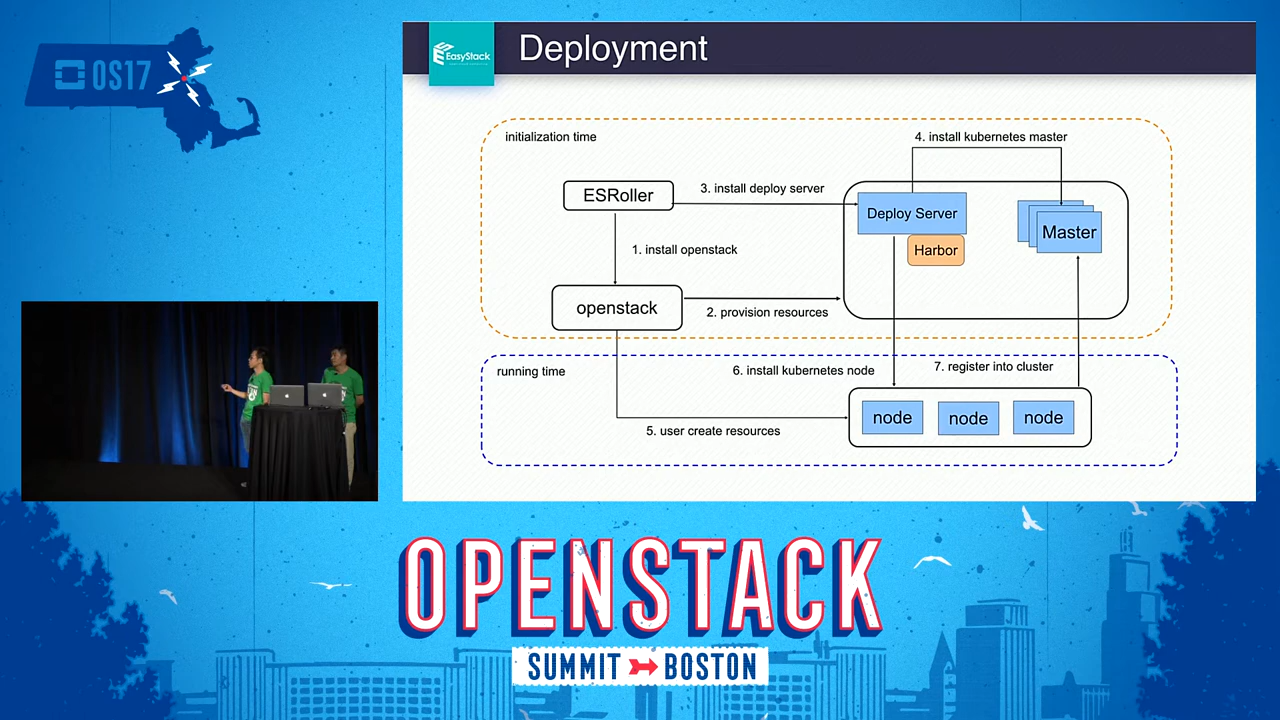 OS17
EasyStack
Deployment
initialization time
4. install kubernetes master
ESRoller
3. install deploy server
Deploy Server
Master
Harbor
1. install openstack
openstack
2. provision resources
running time
6. install kubernetes node
7. register into cluster
node
node
node
5. user create resources
OPENSTACK
SUMMIT BOSTON